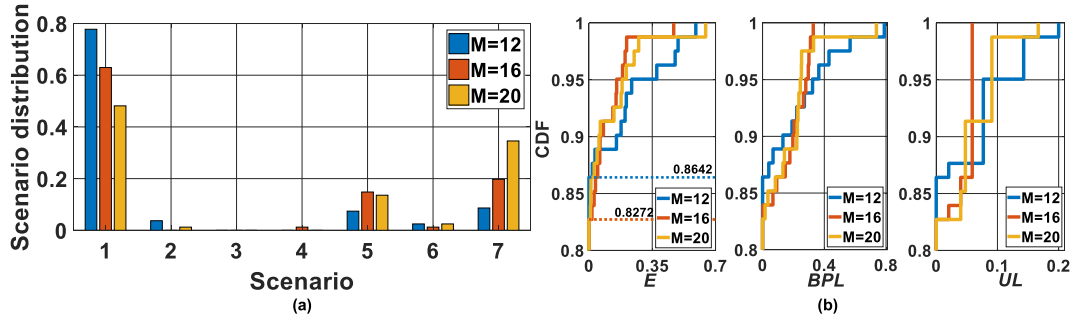 Scenario distribution
0.8
0.6
0.4
0.2
0
1 2 3 4 5 6 7
Scenario
M=12
M=16
M=20
(a)
CDF
1
0.95
0.9
0.85
0.8
0.8642
0.8272
M=12
M=16
M=20
0 0.35 0.7
E
1
0.95
0.9
0.85
0.8
M=12
M=16
M=20
0 0.4 0.8
BPL
1
0.95
0.9
0.85
0.8
M=12
M=16
M=20
0 0.1 0.2
UL
(b)